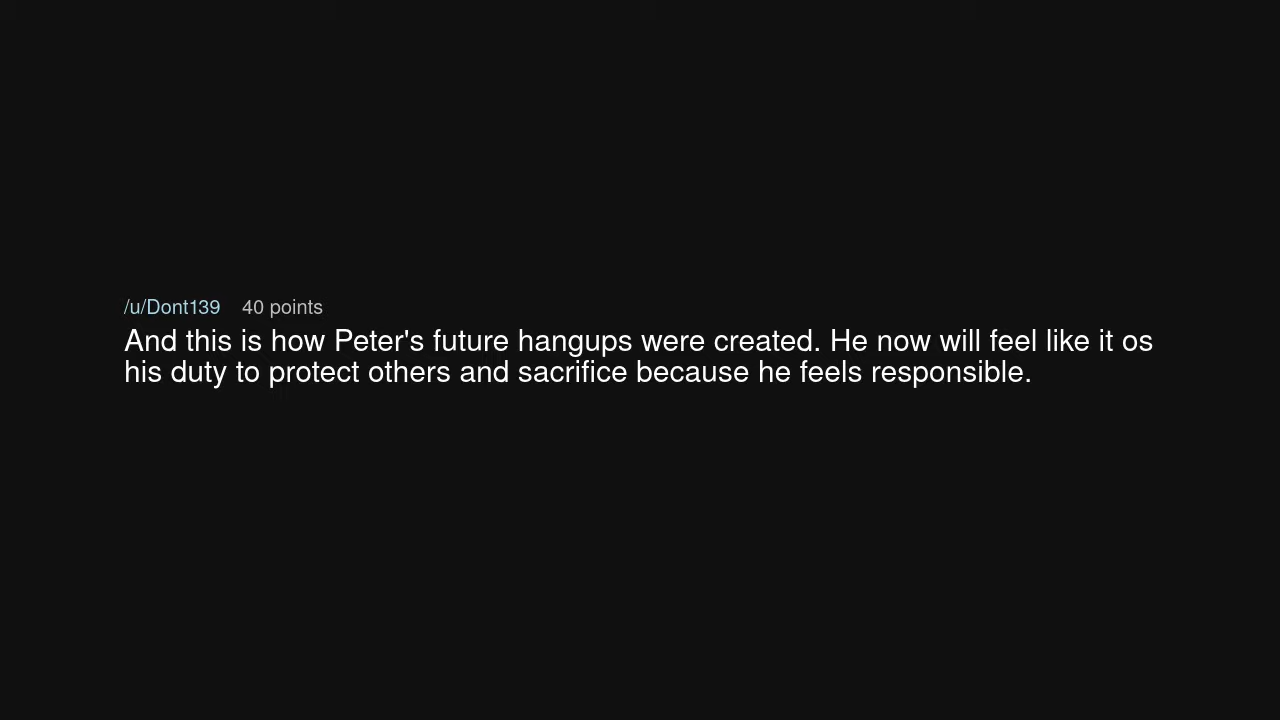 /u/Dont139 40 points
And this is how Peter's future hangups were created. He now will feel like it os
his duty to protect others and sacrifice because he feels responsible.